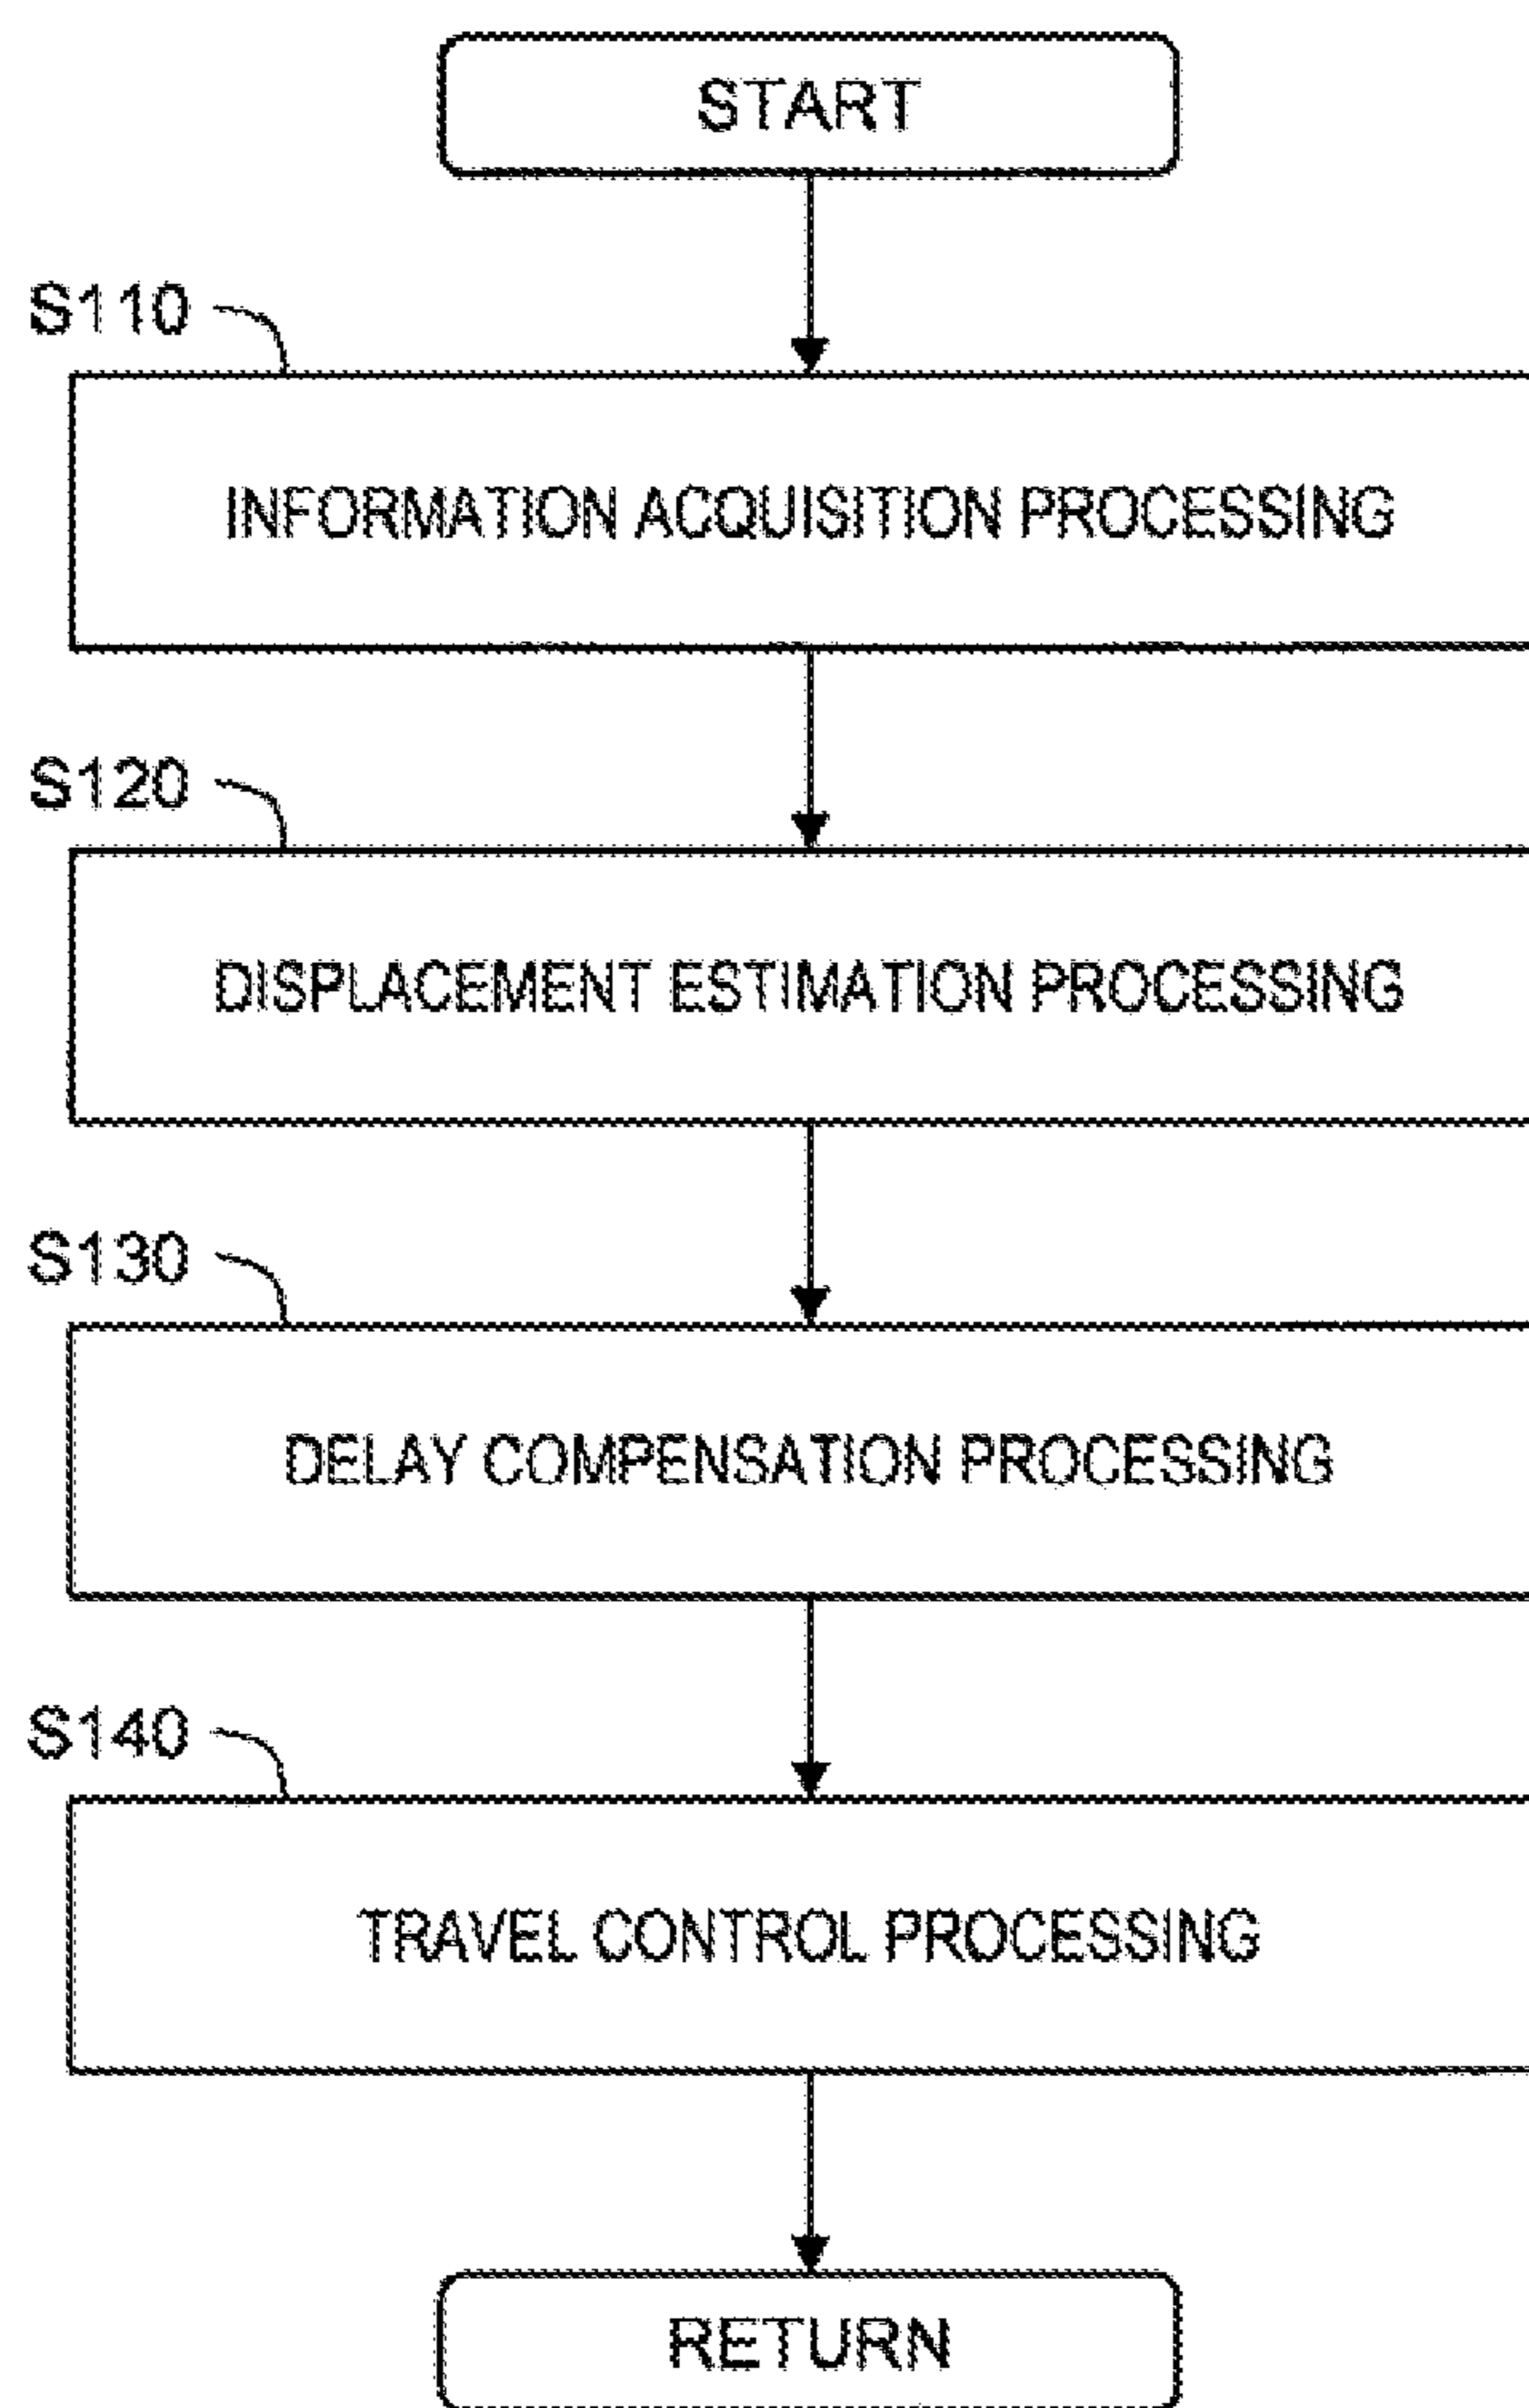 START
S110
INFORMATION ACQUISITION PROCESSING
S120
DISPLACEMENT ESTIMATION PROCESSING
S130
DELAY COMPENSATION PROCESSING
S140
TRAVEL CONTROL PROCESSING
RETURN